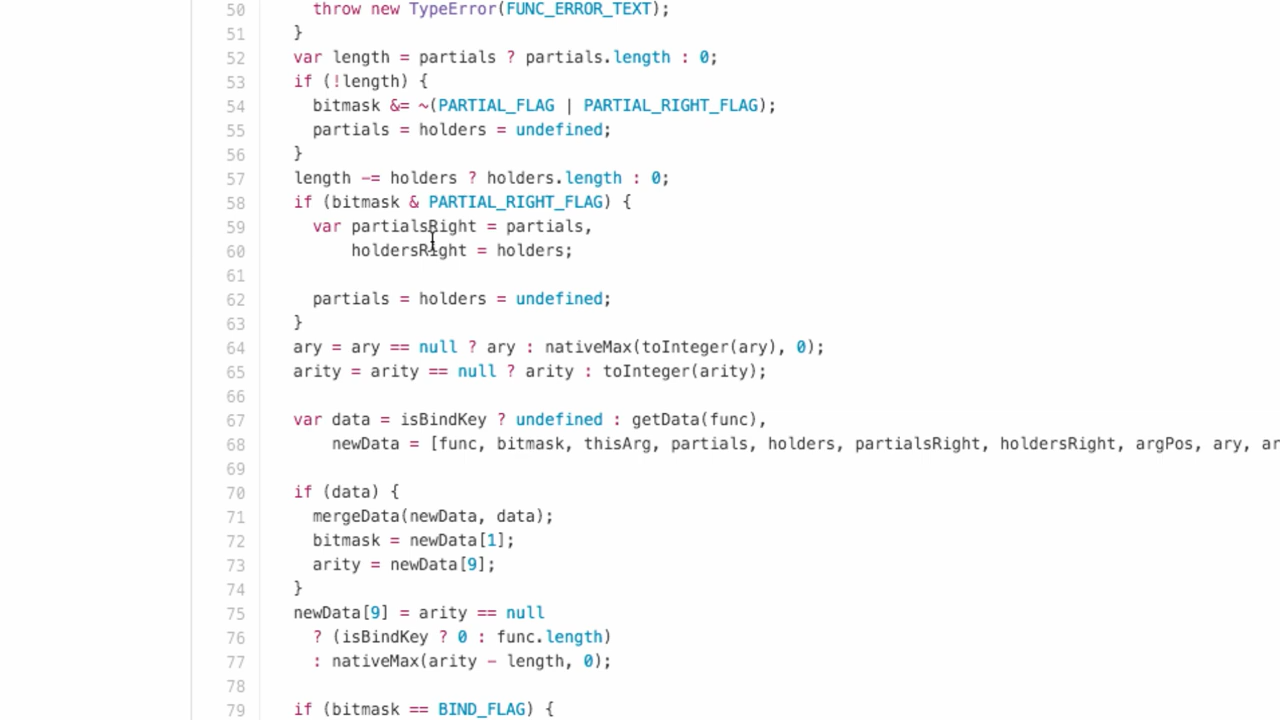 50 throw new TypeError(FUNC_ERROR_TEXT);
51 }
52 var length = partials ? partials.length : 0;
53 if (!length) {
54 bitmask &= ~(PARTIAL_FLAG | PARTIAL_RIGHT_FLAG);
55 partials = holders = undefined;
56 }
57 length -= holders ? holders.length : 0;
58 if (bitmask & PARTIAL_RIGHT_FLAG) {
59 var partialsRight = partials,
60 holdersRight = holders;
61
62 partials = holders = undefined;
63 }
64 ary = ary == null ? ary : nativeMax(toInteger(ary), 0);
65 arity = arity == null ? arity : toInteger(arity);
66
67 var data = isBindKey ? undefined : getData(func),
68 newData = [func, bitmask, thisArg, partials, holders, partialsRight, holdersRight, argPos, ary, ar
69
70 if (data) {
71 mergeData(newData, data);
72 bitmask = newData[1];
73 arity = newData[9];
74 }
75 newData[9] = arity == null
76 ? (isBindKey ? 0 : func.length)
77 : nativeMax(arity - length, 0);
78
79 if (bitmask == BIND_FLAG) {